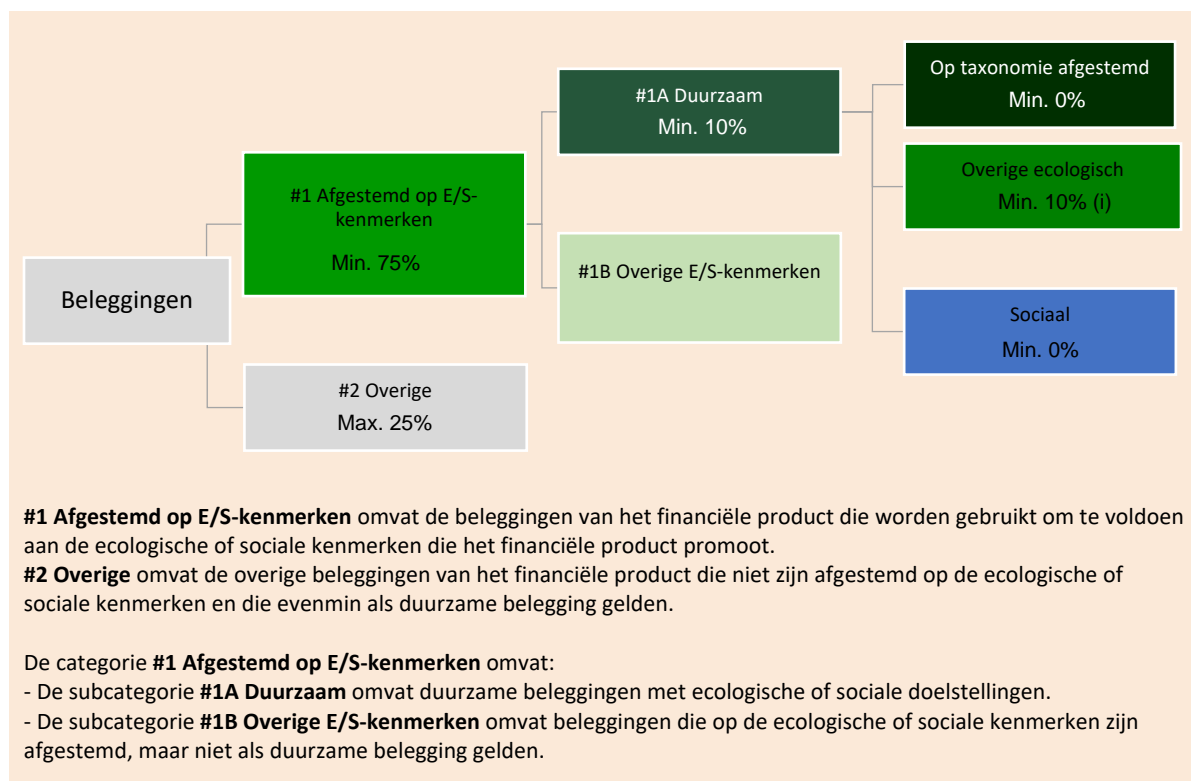 Beleggingen
#1 Afgestemd op E/S-
kenmerken
Min. 75%
#2 Overige
Max. 25%
#1A Duurzaam
Min. 10%
#1B Overige E/S-kenmerken
Op taxonomie afgestemd
Min. 0%
Overige ecologisch
Min. 10% (i)
Sociaal
Min. 0%
#1 Afgestemd op E/S-kenmerken omvat de beleggingen van het financiële product die worden gebruikt om te voldoen
aan de ecologische of sociale kenmerken die het financiële product promoot.
#2 Overige omvat de overige beleggingen van het financiële product die niet zijn afgestemd op de ecologische of
sociale kenmerken en die evenmin als duurzame belegging gelden.
De categorie #1 Afgestemd op E/S-kenmerken omvat:
- De subcategorie #1A Duurzaam omvat duurzame beleggingen met ecologische of sociale doelstellingen.
- De subcategorie #1B Overige E/S-kenmerken omvat beleggingen die op de ecologische of sociale kenmerken zijn
afgestemd, maar niet als duurzame belegging gelden.